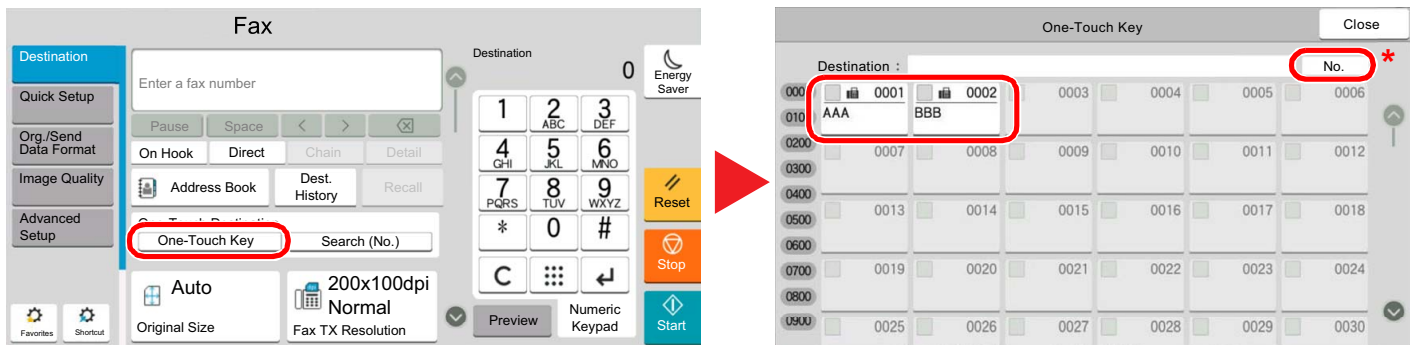 Fax
Destination
Quick Setup
Org./Send
Data Format
Image Quality
Advanced
Setup
Favorites
Shortcut
Enter a fax number
Pause Space < >
On Hook Direct Chain Detail
Address Book
Dest.
History
Recall
One-Touch Destination
One-Touch Key
Search (No.)
Auto
Original Size
200x100dpi
Normal
Fax TX Resolution
Destination
0
1 2 3
ABC DEF
4 5 6
GHI JKL MNO
7 8 9
PQRS TUV WXYZ
* 0 #
C
Preview
Numeric
Keypad
Energy
Saver
Reset
Stop
Start
One-Touch Key
Close
Destination :
No. *
0100
0200
0300
0400
0500
0600
0700
0800
0900
0001 0002 0003 0004 0005 0006
AAA BBB
0007 0008 0009 0010 0011 0012
0013 0014 0015 0016 0017 0018
0019 0020 0021 0022 0023 0024
0025 0026 0027 0028 0029 0030